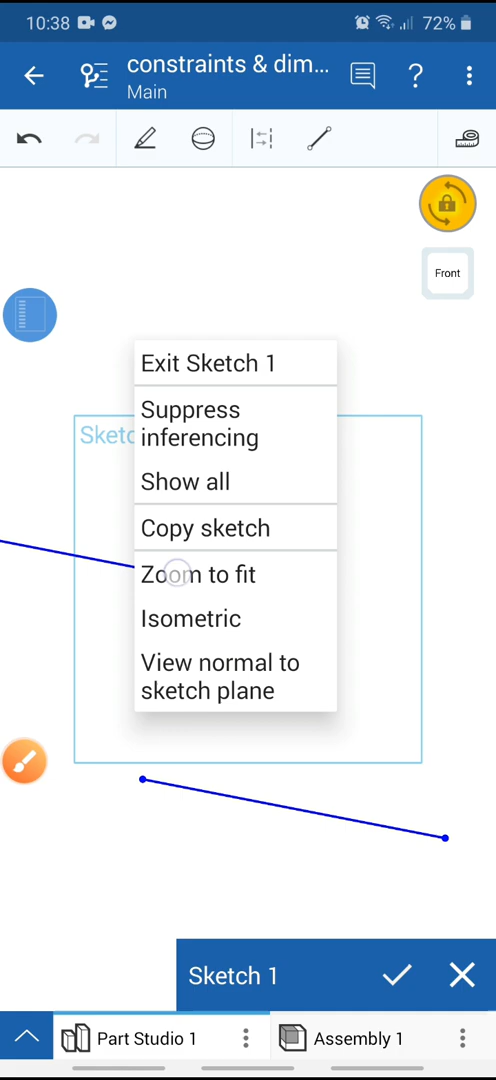 10:38
72%
constraints & dim...
Main
Front
Exit Sketch 1
Sketc
Suppress
inferencing
Show all
Copy sketch
Zoom to fit
Isometric
View normal to
sketch plane
Sketch 1
Part Studio 1
Assembly 1